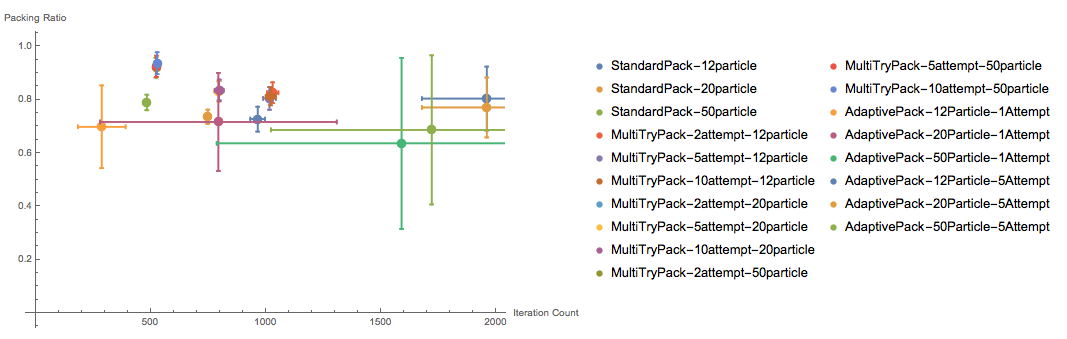 Packing Ratio
1.0
0.8
0.6
0.4
0.2
500
1000
1500
2000
Iteration Count
StandardPack-12particle
StandardPack-20particle
StandardPack-50particle
MultiTryPack-2attempt-12particle
MultiTryPack-5attempt-12particle
MultiTryPack-10attempt-12particle
MultiTryPack-2attempt-20particle
MultiTryPack-5attempt-20particle
MultiTryPack-10attempt-20particle
MultiTryPack-2attempt-50particle
MultiTryPack-5attempt-50particle
MultiTryPack-10attempt-50particle
AdaptivePack-12Particle-1Attempt
AdaptivePack-20Particle-1Attempt
AdaptivePack-50Particle-1Attempt
AdaptivePack-12Particle-5Attempt
AdaptivePack-20Particle-5Attempt
AdaptivePack-50Particle-5Attempt